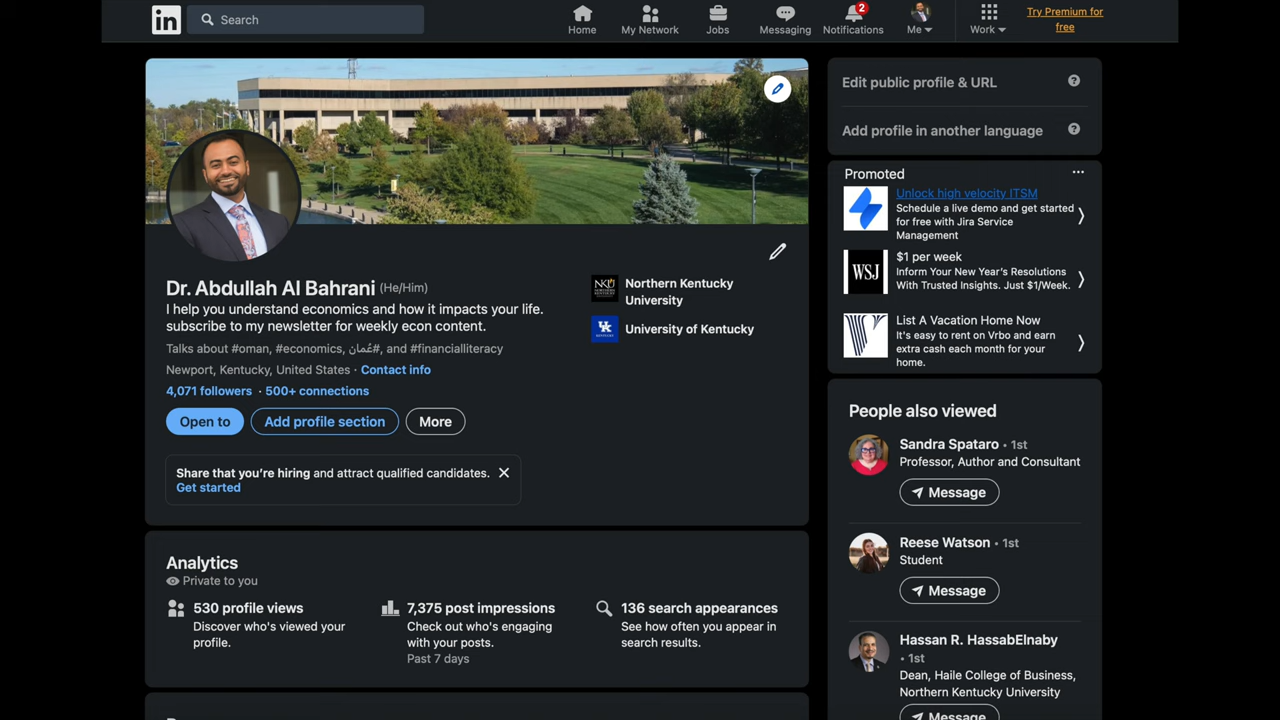 in
Search
Home
My Network
Jobs
Messaging
2
Notifications
Me
Work
Try Premium for
free
Dr. Abdullah Al Bahrani (He/Him)
I help you understand economics and how it impacts your life.
subscribe to my newsletter for weekly econ content.
Talks about #oman, #economics, #عُمان, and #financialliteracy
Newport, Kentucky, United States · Contact info
4,071 followers · 500+ connections
Open to
Add profile section
More
Share that you're hiring and attract qualified candidates.
Get started
NKU
Northern Kentucky
University
UK
KENTUCKY
University of Kentucky
Analytics
Private to you
530 profile views
Discover who's viewed your
profile.
7,375 post impressions
Check out who's engaging
with your posts.
Past 7 days
136 search appearances
See how often you appear in
search results.
Edit public profile & URL
Add profile in another language
Promoted
Unlock high velocity ITSM
Schedule a live demo and get started
for free with Jira Service
Management
WSJ
$1 per week
Inform Your New Year's Resolutions
With Trusted Insights. Just $1/Week.
List A Vacation Home Now
It's easy to rent on Vrbo and earn
extra cash each month for your
home.
People also viewed
Sandra Spataro • 1st
Professor, Author and Consultant
Message
Reese Watson • 1st
Student
Message
Hassan R. HassabElnaby
• 1st
Dean, Haile College of Business,
Northern Kentucky University
Message